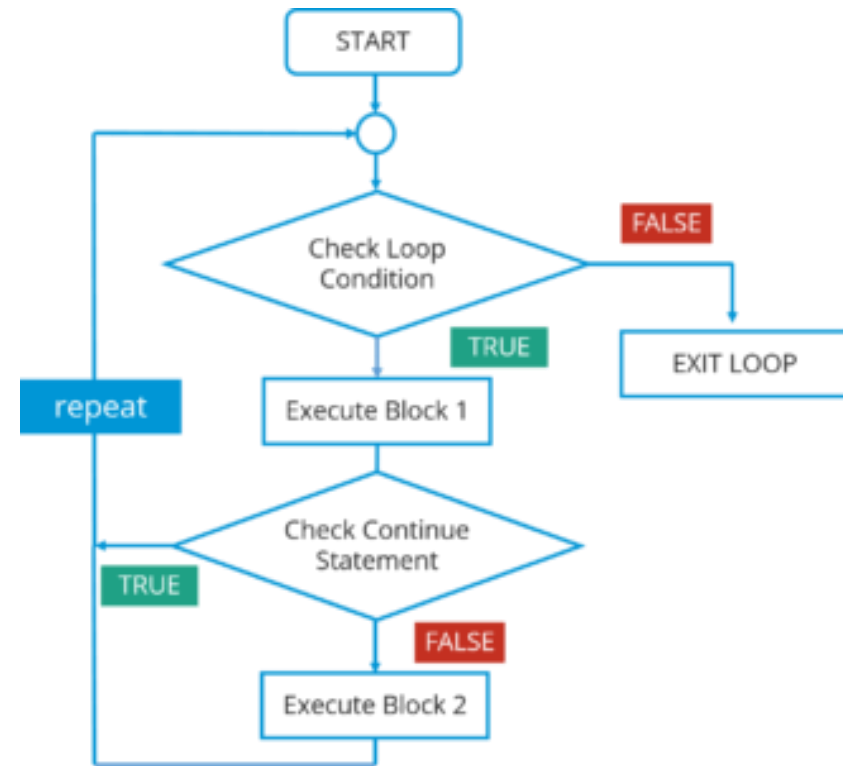 START
Check Loop
Condition
FALSE
TRUE
EXIT LOOP
repeat
Execute Block 1
Check Continue
Statement
TRUE
FALSE
Execute Block 2